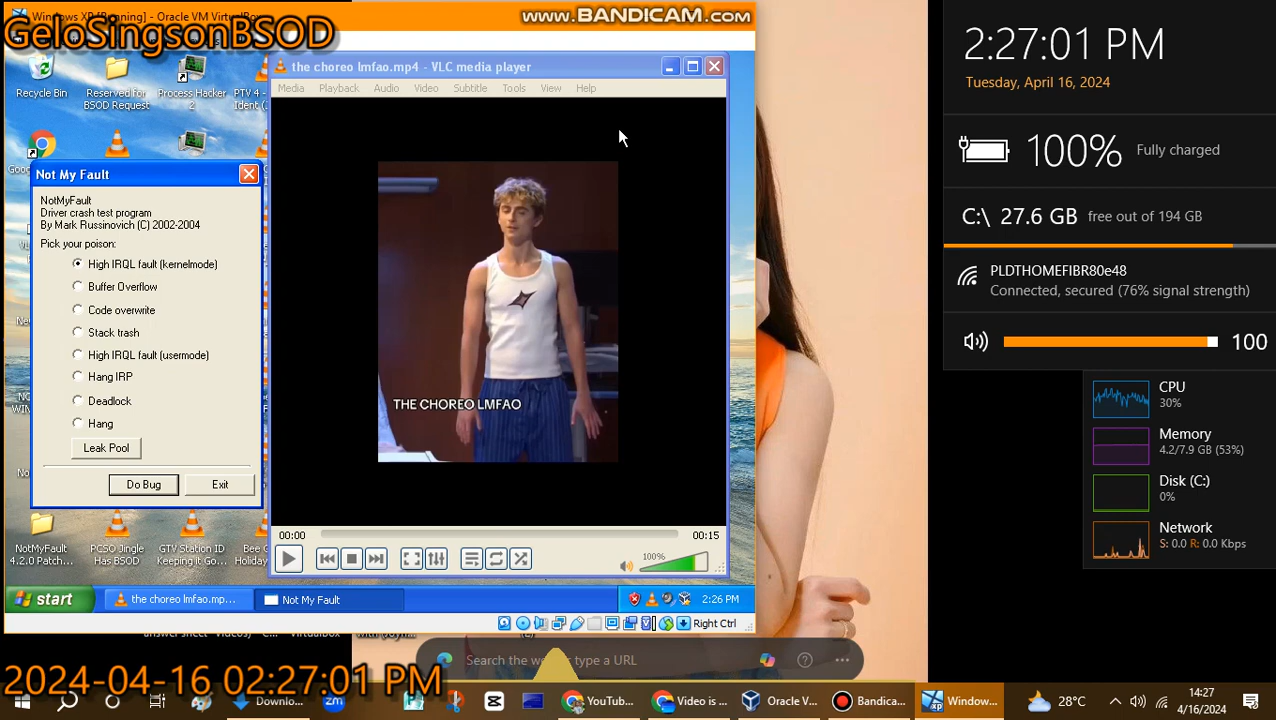 Windows XP [Running] - Oracle VM VirtualBox
www.BANDICAM.com
GeloSingsonBSOD
Recycle Bin
Reserved for
BSOD Request
Process Hacker
2
PTV 4 -
Ident, (
the choreo lmfao.mp4 - VLC media player
Media Playback Audio Video Subtitle Tools View Help
Not My Fault
NotMyFault
Driver crash test program
By Mark Russinovich (C) 2002-2004
Pick your poison:
High IRQL fault (kernelmode)
Buffer Overflow
Code overwrite
Stack trash
High IRQL fault (usermode)
Hang IRP
Deadlock
Hang
Leak Pool
Do Bug
Exit
THE CHOREO LMFAO
00:00
00:15
100%
NotMyFault
4.2.0 Patch...
PCSO Jingle
Has BSOD
GTV Station ID
Keeping it Go...
Bee G
Holiday
start
the choreo lmfao.mp...
Not My Fault
2:26 PM
Right Ctrl
Search the we or type a URL
2024-04-16 02:27:01 PM
2:27:01 PM
Tuesday, April 16, 2024
100%
Fully charged
C:\ 27.6 GB free out of 194 GB
PLDTHOMEFIBR80e48
Connected, secured (76% signal strength)
100
CPU
30%
Memory
4.2/7.9 GB (53%)
Disk (C:)
0%
Network
S: 0.0 R: 0.0 Kbps
Downlo...
zm
YouTub...
Video is ...
Oracle V...
Bandica...
Window...
28°C
14:27
4/16/2024